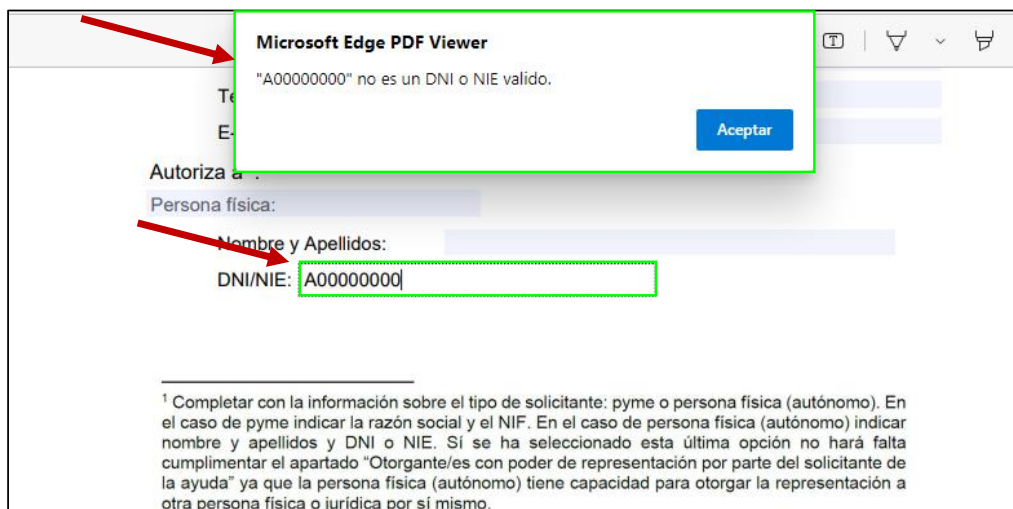 Microsoft Edge PDF Viewer
"A00000000" no es un DNI o NIE valido.
Aceptar
Te
E-
Autoriza a
Persona física:
Nombre y Apellidos:
DNI/NIE: A00000000
1 Completar con la información sobre el tipo de solicitante: pyme o persona física (autónomo). En
el caso de pyme indicar la razón social y el NIF. En el caso de persona física (autónomo) indicar
nombre y apellidos y DNI o NIE. Sí se ha seleccionado esta última opción no hará falta
cumplimentar el apartado “Otorgante/es con poder de representación por parte del solicitante de
la ayuda” ya que la persona física (autónomo) tiene capacidad para otorgar la representación a
otra persona física o jurídica por sí mismo.